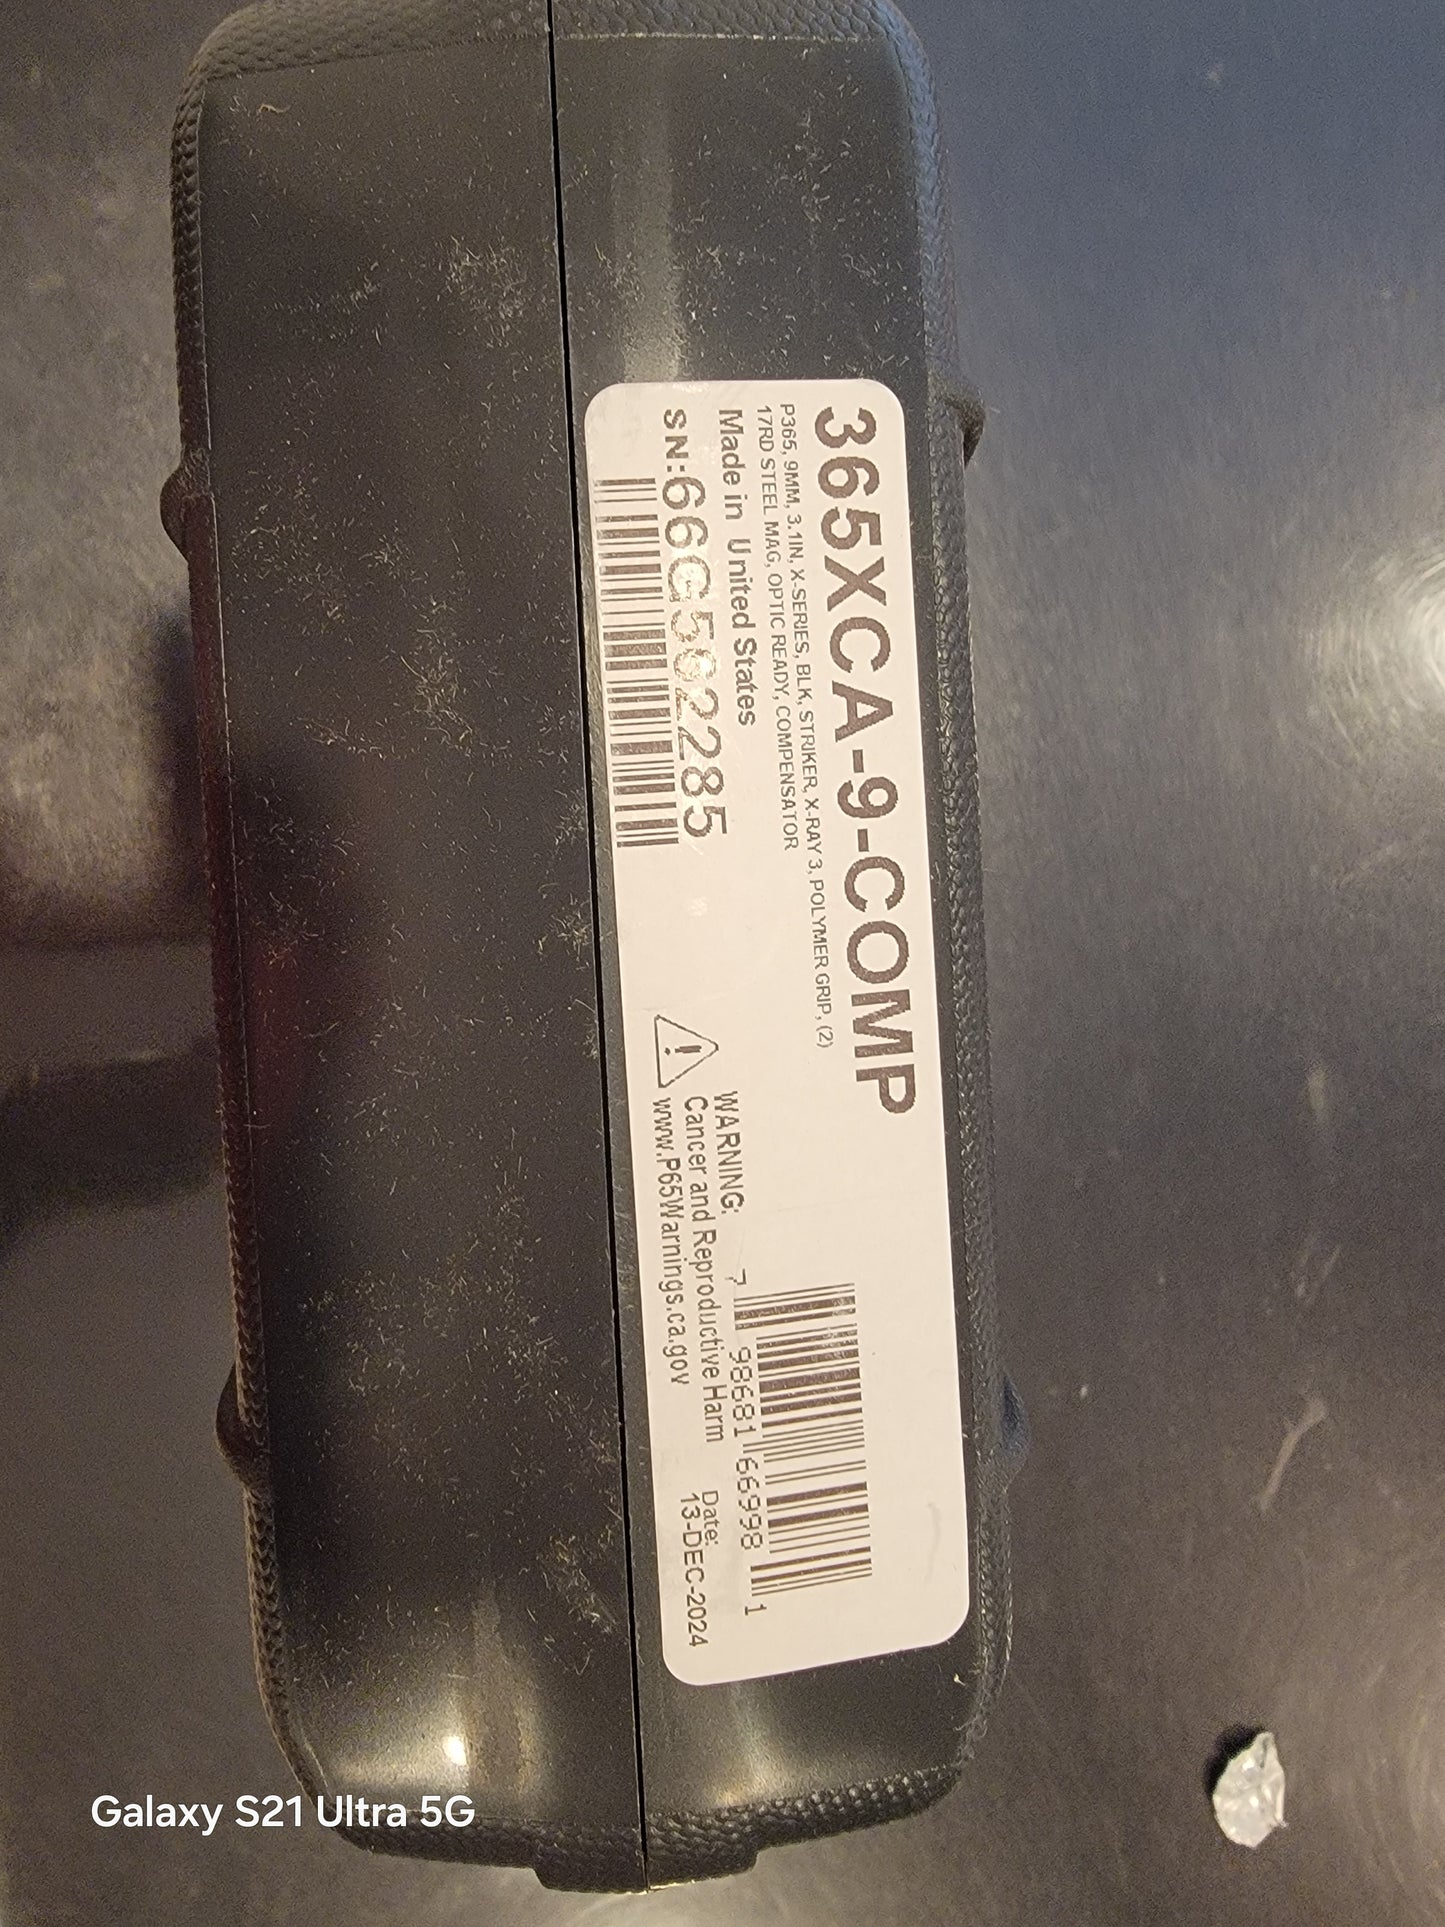 365XCA-9-COMP
P365, 9MM, 3.1IN, X-SERIES, BLK, STRIKER, X-RAY 3, POLYMER GRIP, (2)
17RD STEEL MAG, OPTIC READY, COMPENSATOR
Made in United States
SN:66G562285
7 98681 66998 1
WARNING:
Cancer and Reproductive Harm
www.P65Warnings.ca.gov
Date:
13-DEC-2024
Galaxy S21 Ultra 5G